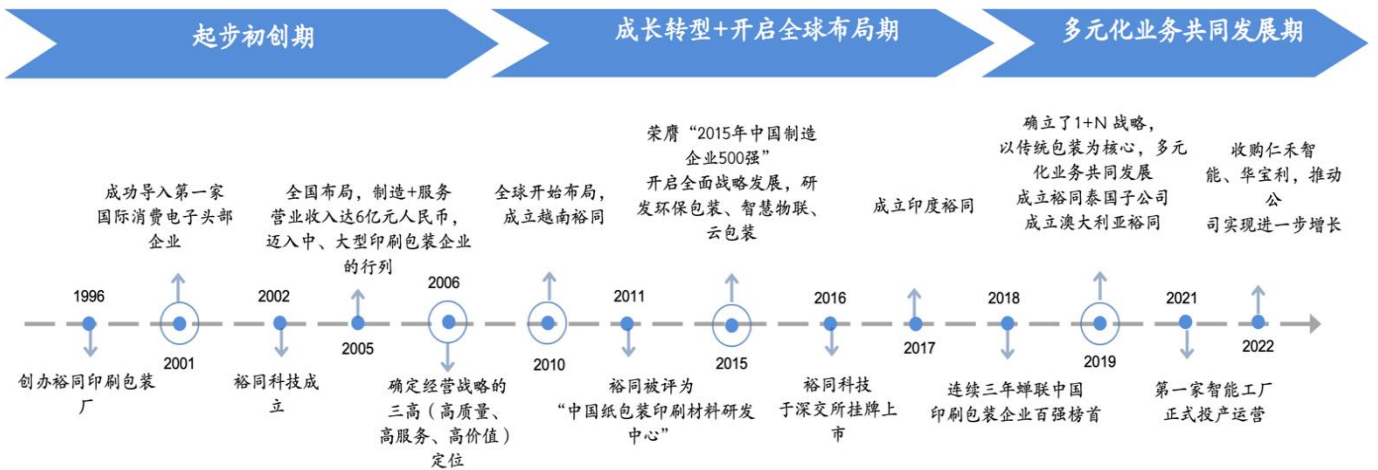 起步初创期
成长转型+开启全球布局期
多元化业务共同发展期
成功导入第一家
国际消费电子头部
企业
全国布局，制造+服务
营业收入达6亿元人民币，
迈入中、大型印刷包装企业
的行列
全球开始布局，
成立越南裕同
荣膺“2015年中国制造
企业500强”
开启全面战略发展，研
发环保包装、智慧物联、
云包装
成立印度裕同
确立了1+N 战略，
以传统包装为核心，多元
化业务共同发展
成立裕同泰国子公司
成立澳大利亚裕同
收购仁禾智
能、华宝利，推动
公
司实现进一步增长
1996
2001
2002
2005
2006
2010
2011
2015
2016
2017
2018
2019
2021
2022
创办裕同印刷包装
厂
裕同科技成
立
确定经营战略的
三高（高质量、
高服务、高价值）
定位
裕同被评为
“中国纸包装印刷材料研发
中心”
裕同科技
于深交所挂牌上
市
连续三年蝉联中国
印刷包装企业百强榜首
第一家智能工厂
正式投产运营